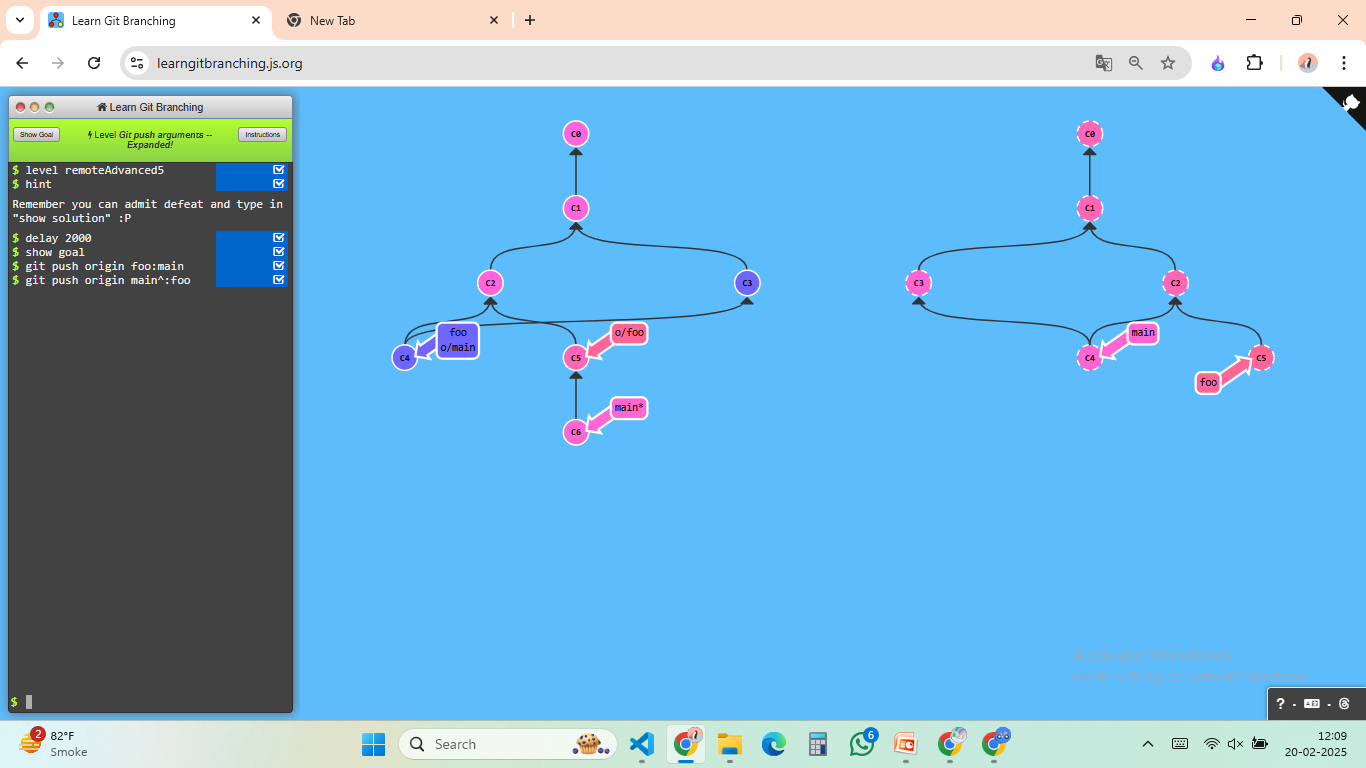 Learn Git Branching
New Tab
learngitbranching.js.org
Learn Git Branching
Show Goal
Level Git push arguments --
Expanded!
Instructions
$ level remoteAdvanced5
$ hint
Remember you can admit defeat and type in
"show solution" :P
$ delay 2000
$ show goal
$ git push origin foo:main
$ git push origin main^:foo
$
C0
C1
C2
C3
foo
o/main
C4
o/foo
C5
main*
C6
C0
C1
C3
C2
main
C4
C5
foo
Activate Windows
Go to Settings to activate Windows.
? · · 
2
82°F
Smoke
Search
6
12:09
20-02-2025